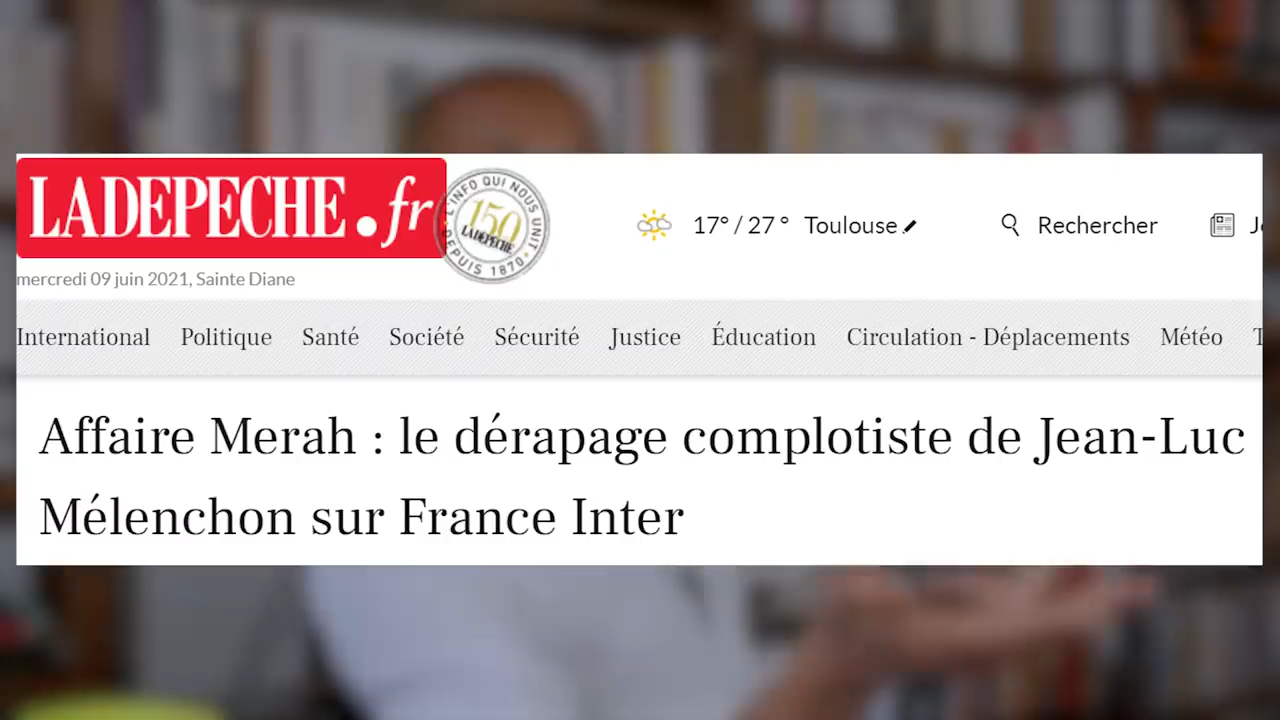 LADEPECHE.fr
L'INFO QUI NOUS UNIT
150
LADEPECHE
DEPUIS 1870
17° / 27 ° Toulouse
Rechercher
mercredi 09 juin 2021, Sainte Diane
International Politique Santé Société Sécurité Justice Éducation Circulation - Déplacements Météo
Affaire Merah : le dérapage complotiste de Jean-Luc
Mélenchon sur France Inter